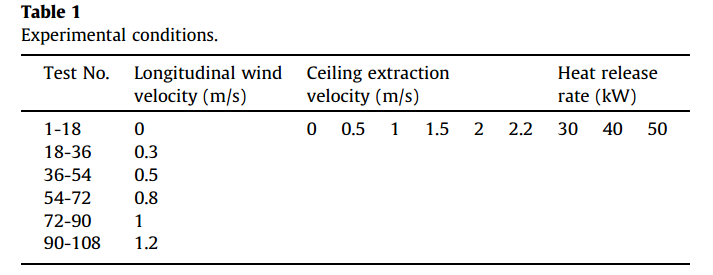 Table 1
Experimental conditions.
Test No. Longitudinal wind velocity (m/s) Ceiling extraction velocity (m/s) Heat release rate (kW)
1-18 0 0 0.5 1 1.5 2 2.2 30 40 50
18-36 0.3
36-54 0.5
54-72 0.8
72-90 1
90-108 1.2